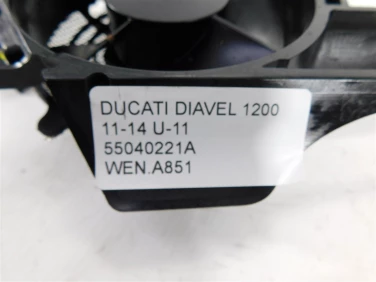 DUCATI DIAVEL 1200
11-14 U-11
55040221A
WEN.A851